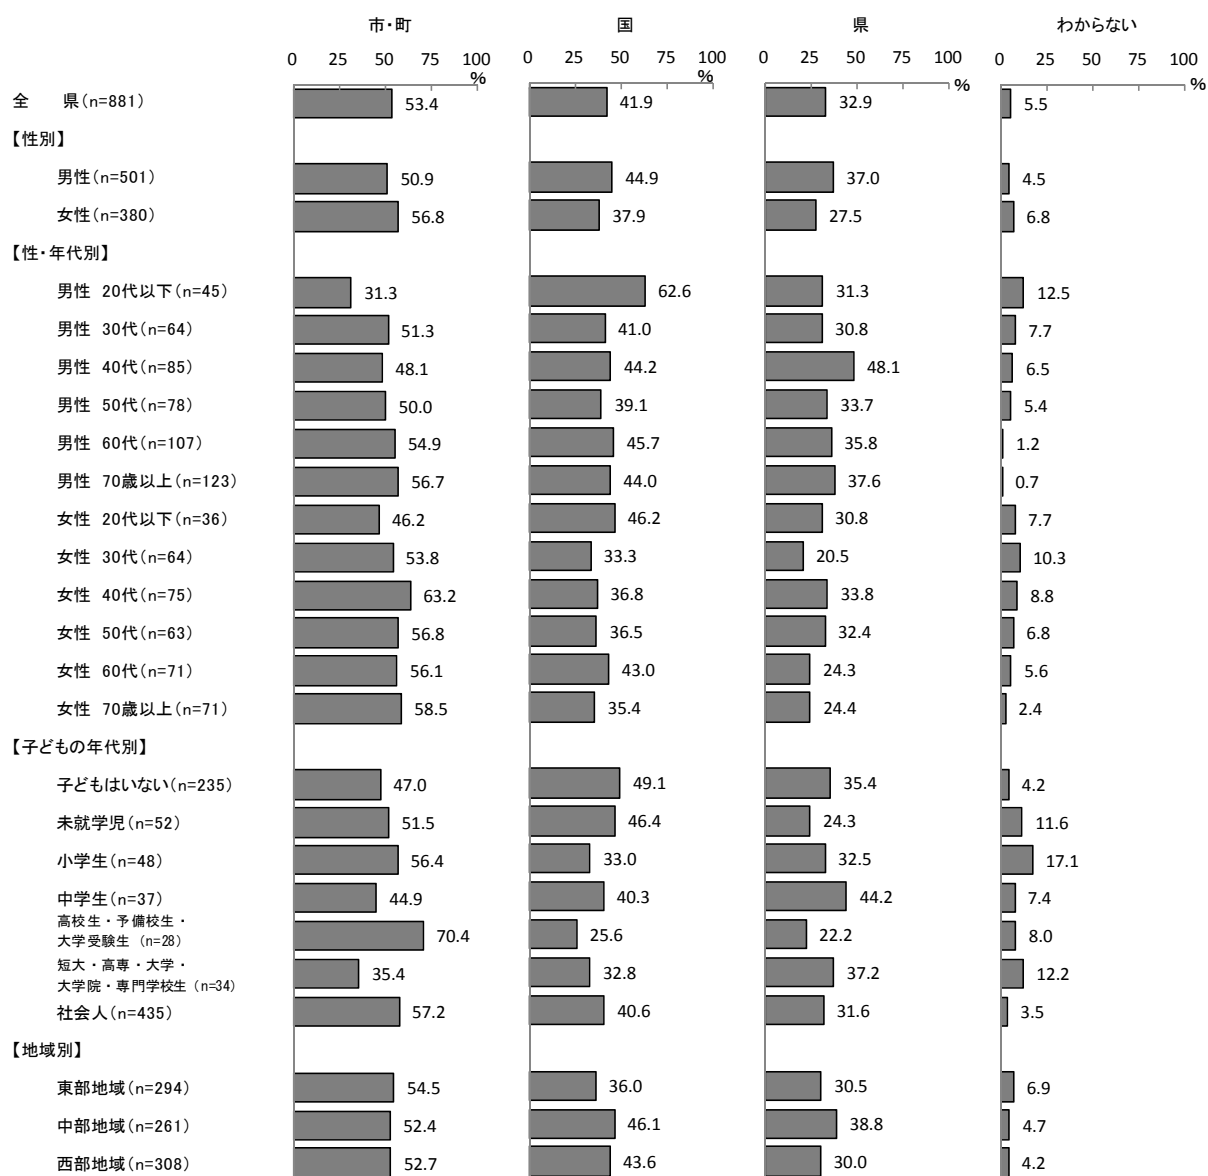 市・町 国 県 わからない
0 25 50 75 100 0 25 50 75 100 0 25 50 75 100 0 25 50 75 100
% % %
全　県(n=881) 53.4 41.9 32.9 5.5
【性別】
男性(n=501) 50.9 44.9 37.0 4.5
女性(n=380) 56.8 37.9 27.5 6.8
【性・年代別】
男性 20代以下(n=45) 31.3 62.6 31.3 12.5
男性 30代(n=64) 51.3 41.0 30.8 7.7
男性 40代(n=85) 48.1 44.2 48.1 6.5
男性 50代(n=78) 50.0 39.1 33.7 5.4
男性 60代(n=107) 54.9 45.7 35.8 1.2
男性 70歳以上(n=123) 56.7 44.0 37.6 0.7
女性 20代以下(n=36) 46.2 46.2 30.8 7.7
女性 30代(n=64) 53.8 33.3 20.5 10.3
女性 40代(n=75) 63.2 36.8 33.8 8.8
女性 50代(n=63) 56.8 36.5 32.4 6.8
女性 60代(n=71) 56.1 43.0 24.3 5.6
女性 70歳以上(n=71) 58.5 35.4 24.4 2.4
【子どもの年代別】
子どもはいない(n=235) 47.0 49.1 35.4 4.2
未就学児(n=52) 51.5 46.4 24.3 11.6
小学生(n=48) 56.4 33.0 32.5 17.1
中学生(n=37) 44.9 40.3 44.2 7.4
高校生・予備校生・
大学受験生 (n=28) 70.4 25.6 22.2 8.0
短大・高専・大学・
大学院・専門学校生 (n=34) 35.4 32.8 37.2 12.2
社会人(n=435) 57.2 40.6 31.6 3.5
【地域別】
東部地域(n=294) 54.5 36.0 30.5 6.9
中部地域(n=261) 52.4 46.1 38.8 4.7
西部地域(n=308) 52.7 43.6 30.0 4.2